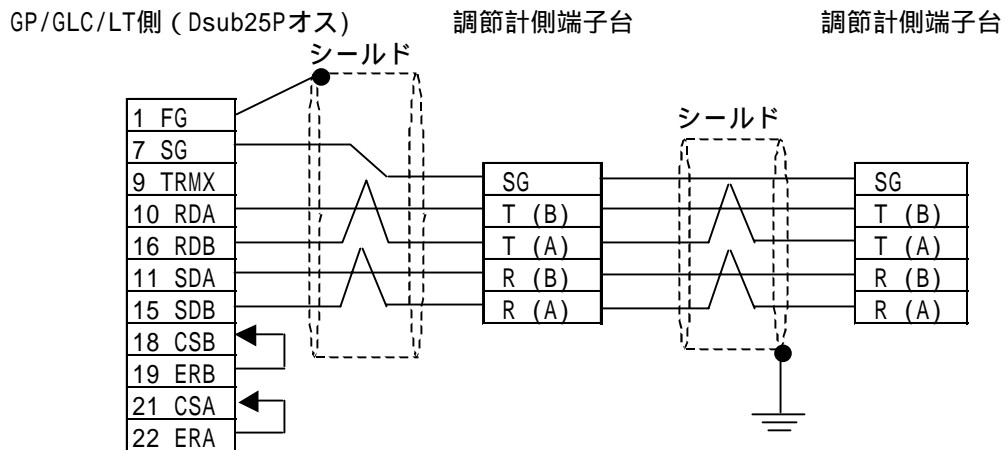 GP/GLC/LT側（Dsub25Pオス)
調節計側端子台
調節計側端子台
シールド
シールド
1 FG
7 SG
9 TRMX
10 RDA
16 RDB
11 SDA
15 SDB
18 CSB
19 ERB
21 CSA
22 ERA
SG
T (B)
T (A)
R (B)
R (A)
SG
T (B)
T (A)
R (B)
R (A)